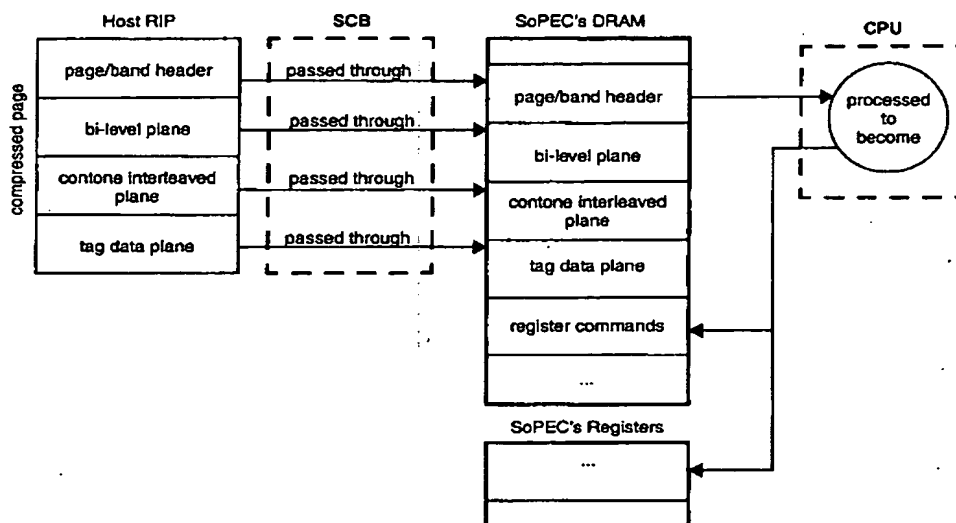 Host RIP
SCB
SoPEC's DRAM
CPU
compressed page
page/band header
bi-level plane
contone interleaved
plane
tag data plane
passed through
passed through
passed through
passed through
page/band header
bi-level plane
contone interleaved
plane
tag data plane
register commands
...
processed
to
become
SoPEC's Registers
...